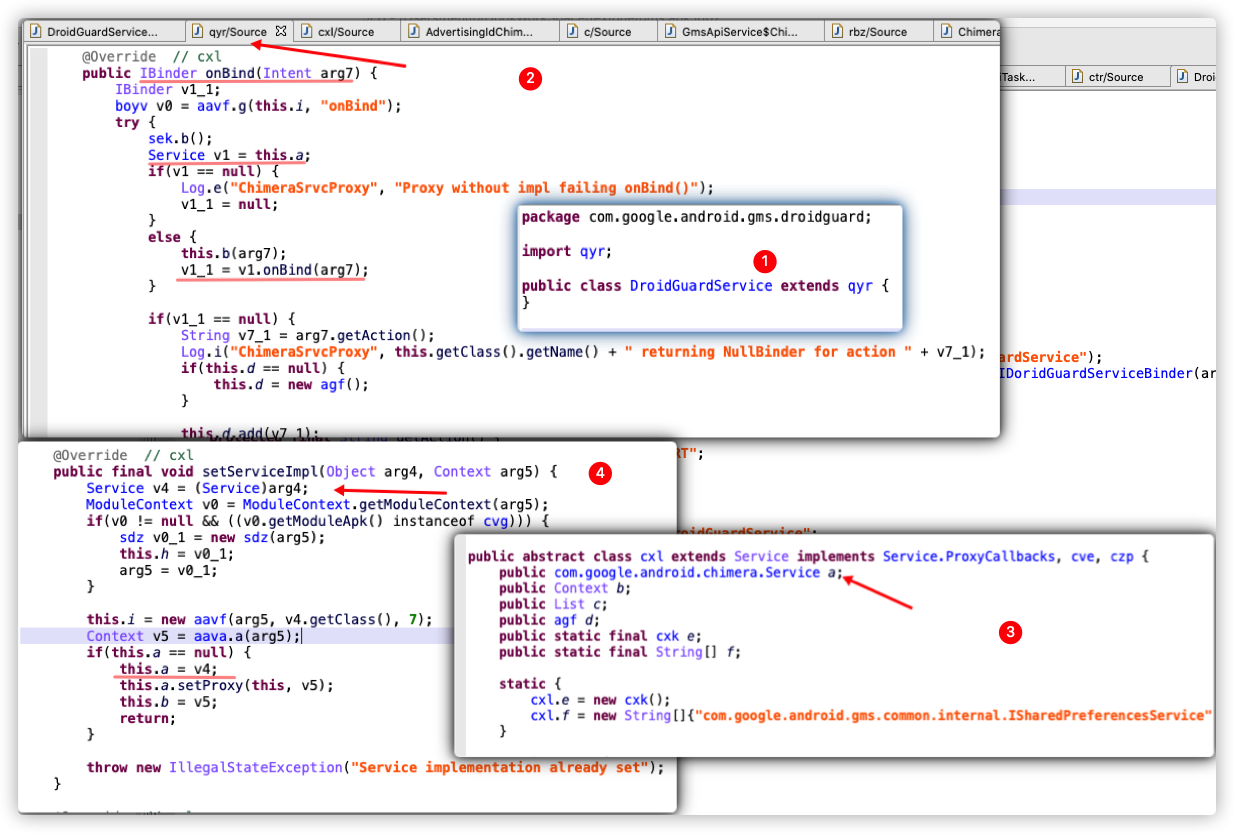 DroidGuardService...
qyr/Source
cxl/Source
AdvertisingIdChim...
c/Source
GmsApiService$Chi...
rbz/Source
Chimera
@Override // cxl
public IBinder onBind(Intent arg7) {
IBinder v1_1;
boyv v0 = aavf.g(this.i, "onBind");
try {
sek.b();
Service v1 = this.a;
if(v1 == null) {
Log.e("ChimeraSrvcProxy", "Proxy without impl failing onBind()");
v1_1 = null;
}
else {
this.b(arg7);
v1_1 = v1.onBind(arg7);
}
if(v1_1 == null) {
String v7_1 = arg7.getAction();
Log.i("ChimeraSrvcProxy", this.getClass().getName() + " returning NullBinder for action " + v7_1);
if(this.d == null) {
this.d = new agf();
}
this.d.add(v7_1);
2
package com.google.android.gms.droidguard;
import qyr;
public class DroidGuardService extends qyr {
}
1
Task...
ctr/Source
Droi
ardService");
IDoridGuardServiceBinder(ar
RT";
roidGuardService";
@Override // cxl
public final void setServiceImpl(Object arg4, Context arg5) {
Service v4 = (Service)arg4;
ModuleContext v0 = ModuleContext.getModuleContext(arg5);
if(v0 != null && ((v0.getModuleApk() instanceof cvg))) {
sdz v0_1 = new sdz(arg5);
this.h = v0_1;
arg5 = v0_1;
}
this.i = new aavf(arg5, v4.getClass(), 7);
Context v5 = aava.a(arg5);
if(this.a == null) {
this.a = v4;
this.a.setProxy(this, v5);
this.b = v5;
return;
}
throw new IllegalStateException("Service implementation already set");
}
4
public abstract class cxl extends Service implements Service.ProxyCallbacks, cve, czp {
public com.google.android.chimera.Service a;
public Context b;
public List c;
public agf d;
public static final cxk e;
public static final String[] f;
static {
cxl.e = new cxk();
cxl.f = new String[]{"com.google.android.gms.common.internal.ISharedPreferencesService"
}
3